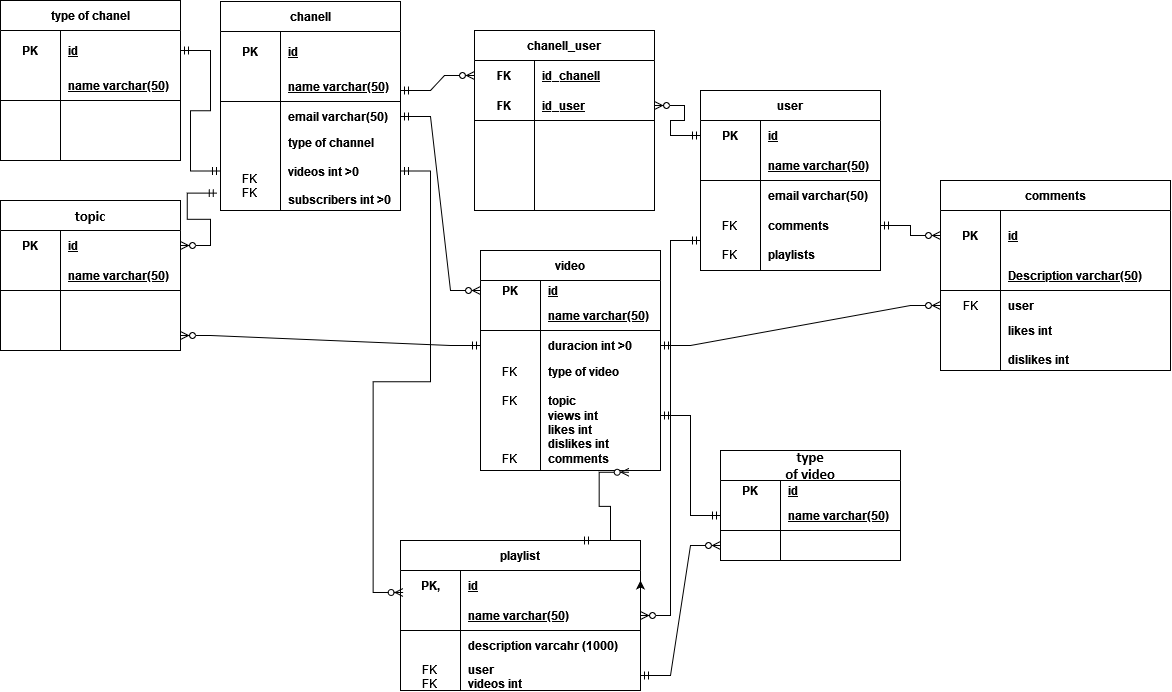 type of chanel
PK id
name varchar(50)
chanell
PK id
name varchar(50)
email varchar(50)
type of channel
videos int >0
FK
FK
subscribers int >0
chanell_user
FK id_chanell
FK id_user
user
PK id
name varchar(50)
email varchar(50)
FK comments
FK playlists
comments
PK id
Description varchar(50)
FK user
likes int
dislikes int
topic
PK id
name varchar(50)
video
PK id
name varchar(50)
duracion int >0
FK type of video
FK topic
views int
likes int
dislikes int
FK comments
type
of video
PK id
name varchar(50)
playlist
PK, id
name varchar(50)
description varcahr (1000)
FK user
FK videos int